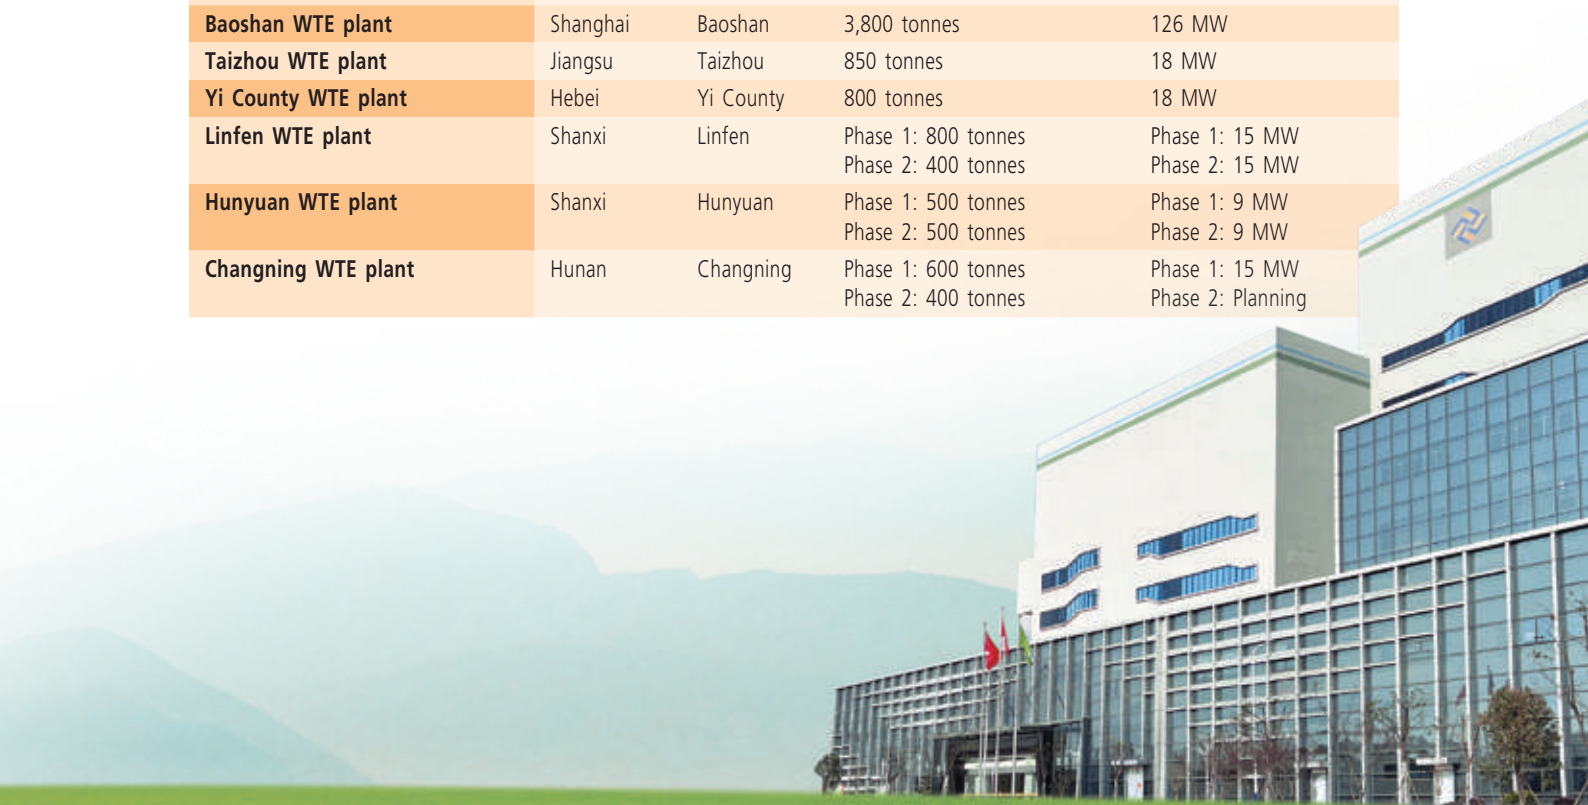 Baoshan WTE plant Shanghai Baoshan 3,800 tonnes 126 MW
Taizhou WTE plant Jiangsu Taizhou 850 tonnes 18 MW
Yi County WTE plant Hebei Yi County 800 tonnes 18 MW
Linfen WTE plant Shanxi Linfen Phase 1: 800 tonnes Phase 1: 15 MW
Phase 2: 400 tonnes Phase 2: 15 MW
Hunyuan WTE plant Shanxi Hunyuan Phase 1: 500 tonnes Phase 1: 9 MW
Phase 2: 500 tonnes Phase 2: 9 MW
Changning WTE plant Hunan Changning Phase 1: 600 tonnes Phase 1: 15 MW
Phase 2: 400 tonnes Phase 2: Planning